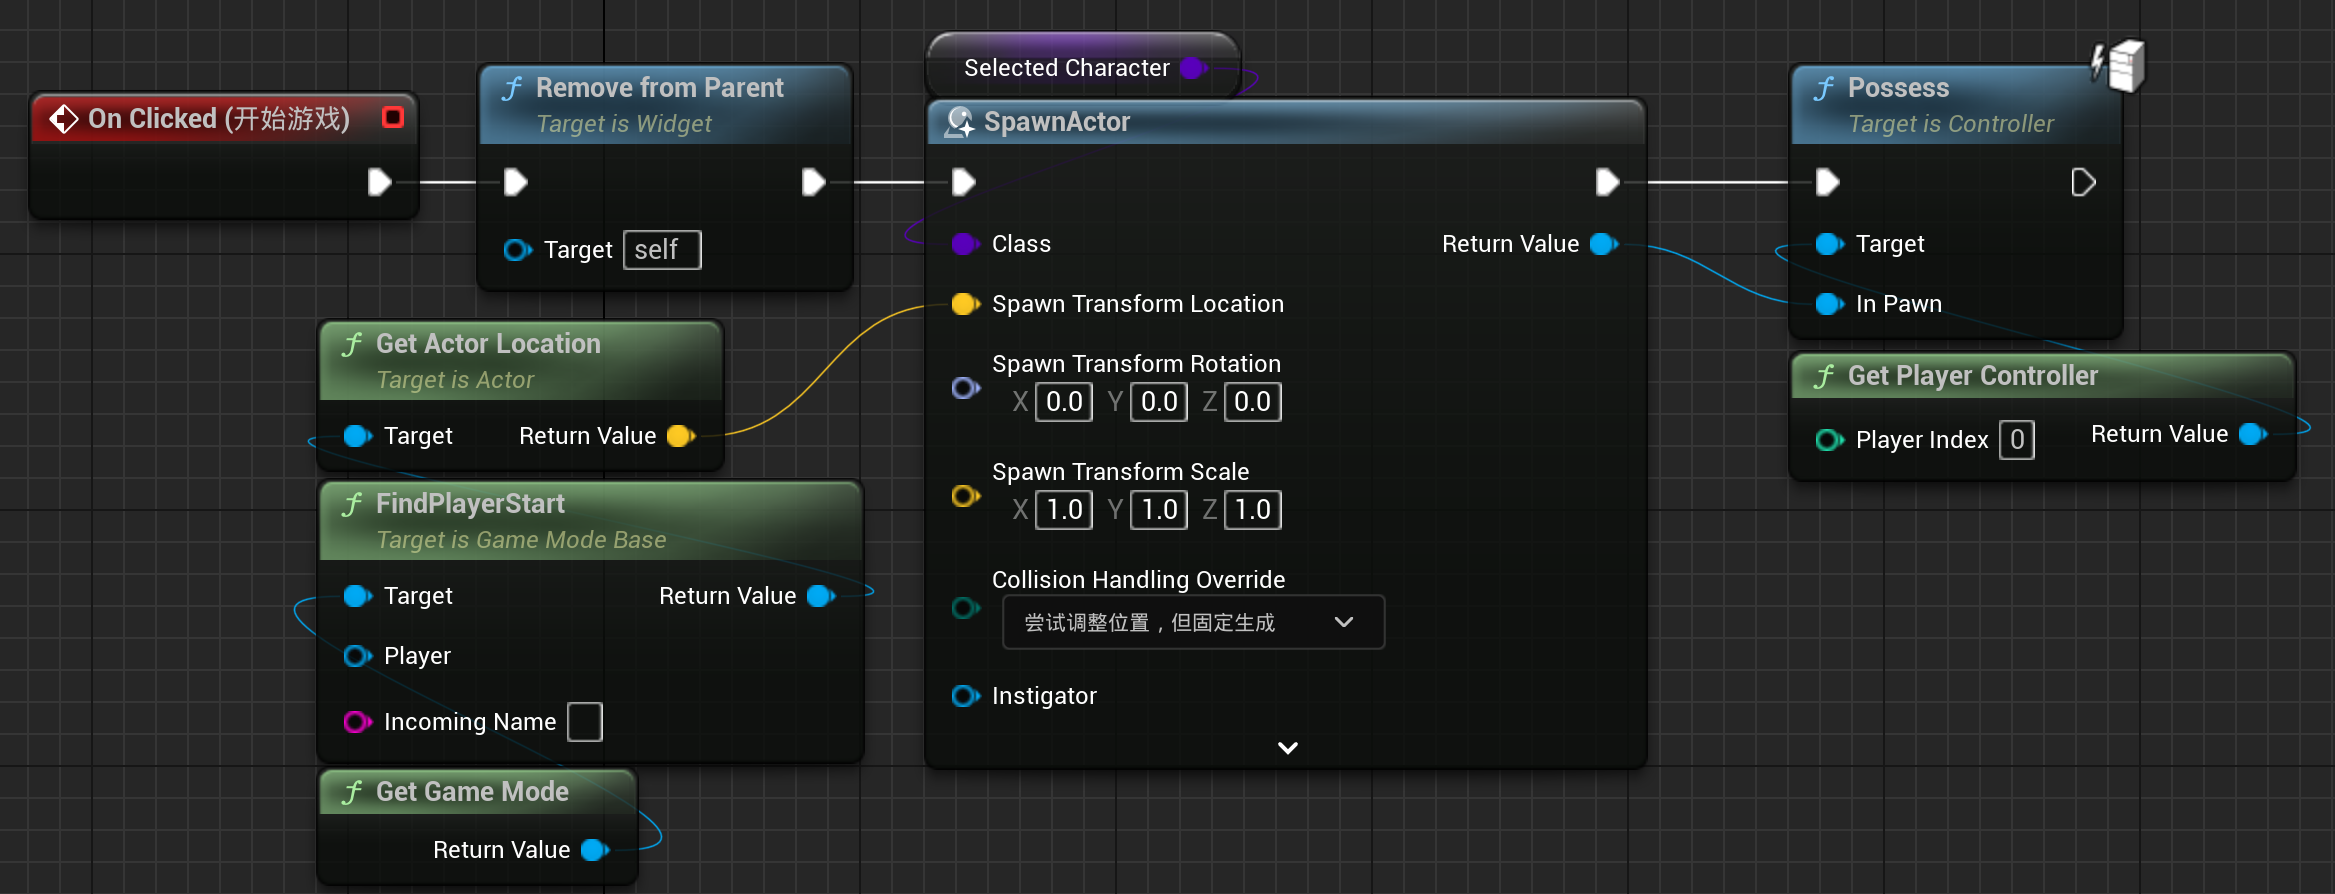 On Clicked (开始游戏)
f Remove from Parent
Target is Widget
Target self
f Get Actor Location
Target is Actor
Target Return Value
f FindPlayerStart
Target is Game Mode Base
Target Return Value
Player
Incoming Name
f Get Game Mode
Return Value
Selected Character
SpawnActor
Class Return Value
Spawn Transform Location
Spawn Transform Rotation
X 0.0 Y 0.0 Z 0.0
Spawn Transform Scale
X 1.0 Y 1.0 Z 1.0
Collision Handling Override
尝试调整位置，但固定生成
Instigator
f Possess
Target is Controller
Target
In Pawn
f Get Player Controller
Player Index 0 Return Value